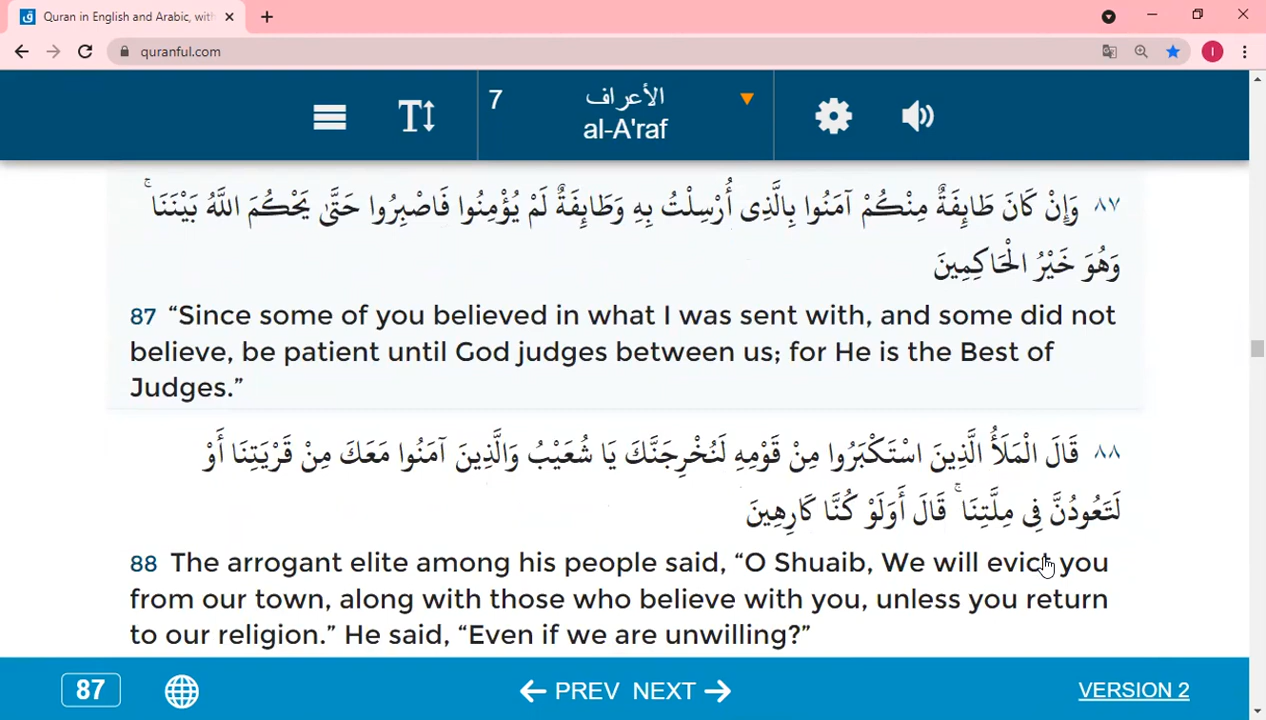 Quran in English and Arabic, with
quranful.com
7
الأعراف
al-A'raf
٨٧ وَإِنْ كَانَ طَائِفَةٌ مِنْكُمْ آمَنُوا بِالَّذِى أُرْسِلْتُ بِهِ وَطَائِفَةٌ لَمْ يُؤْمِنُوا فَاصْبِرُوا حَتَّىٰ يَحْكُمَ اللَّهُ بَيْنَنَا ۚ
وَهُوَ خَيْرُ الْحَاكِمِينَ
87 “Since some of you believed in what I was sent with, and some did not
believe, be patient until God judges between us; for He is the Best of
Judges.”
٨٨ قَالَ الْمَلَأُ الَّذِينَ اسْتَكْبَرُوا مِنْ قَوْمِهِ لَنُخْرِجَنَّكَ يَا شُعَيْبُ وَالَّذِينَ آمَنُوا مَعَكَ مِنْ قَرْيَتِنَا أَوْ
لَتَعُودُنَّ فِى مِلَّتِنَا ۚ قَالَ أَوَلَوْ كُنَّا كَارِهِينَ
88 The arrogant elite among his people said, “O Shuaib, We will evict you
from our town, along with those who believe with you, unless you return
to our religion.” He said, “Even if we are unwilling?”
87
PREV NEXT
VERSION 2